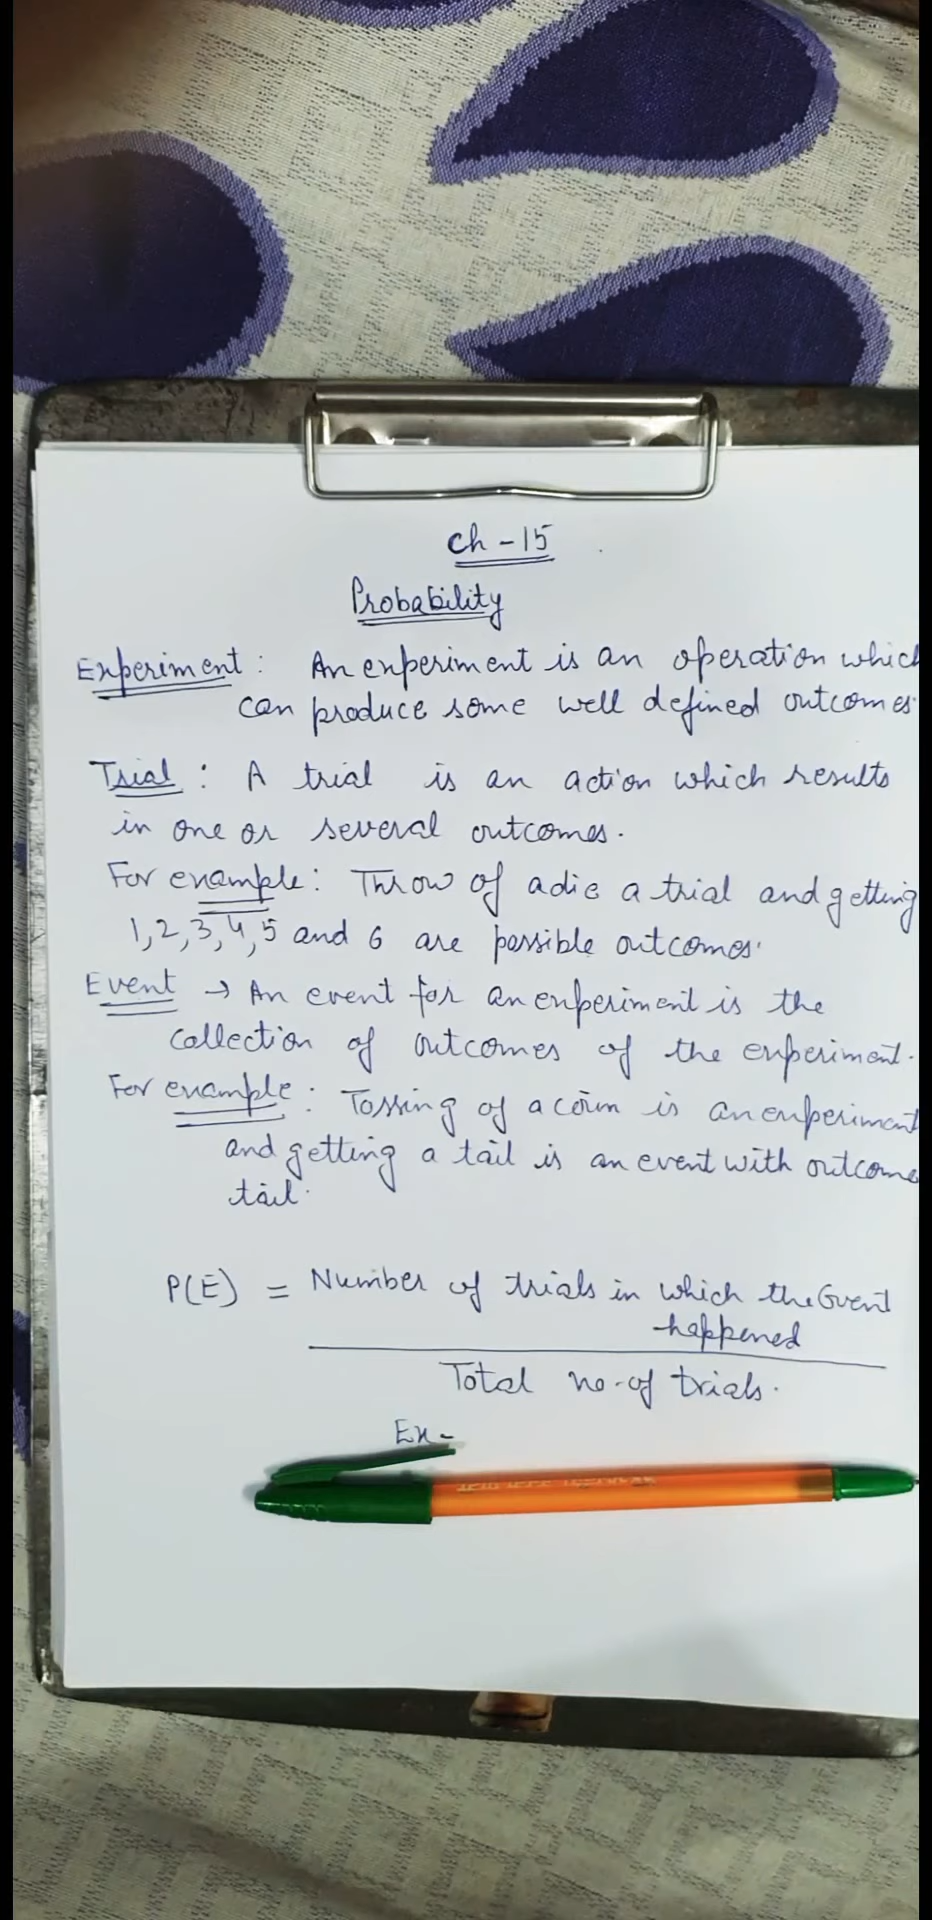 Ch - 15
Probability
Experiment : An experiment is an operation which
can produce some well defined outcomes.
Trial : A trial is an action which results
in one or several outcomes.
For example : Throw of a die a trial and getting
1, 2, 3, 4, 5 and 6 are possible outcomes.
Event → An event for an experiment is the
collection of outcomes of the experiment.
For example : Tossing of a coin is an experiment
and getting a tail is an event with outcome
tail.
P(E) = Number of trials in which the Event
happened
Total no. of trials.
Ex -